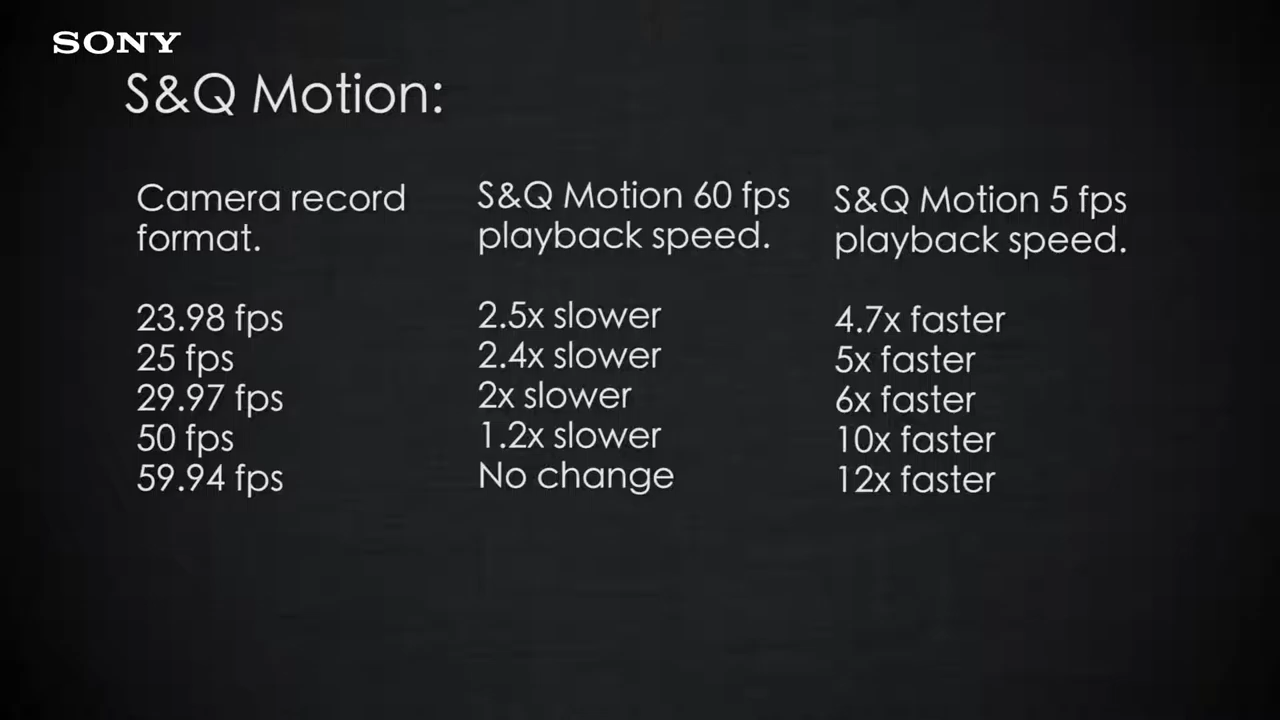 SONY
S&Q Motion:
Camera record
format.
23.98 fps
25 fps
29.97 fps
50 fps
59.94 fps
S&Q Motion 60 fps
playback speed.
2.5x slower
2.4x slower
2x slower
1.2x slower
No change
S&Q Motion 5 fps
playback speed.
4.7x faster
5x faster
6x faster
10x faster
12x faster